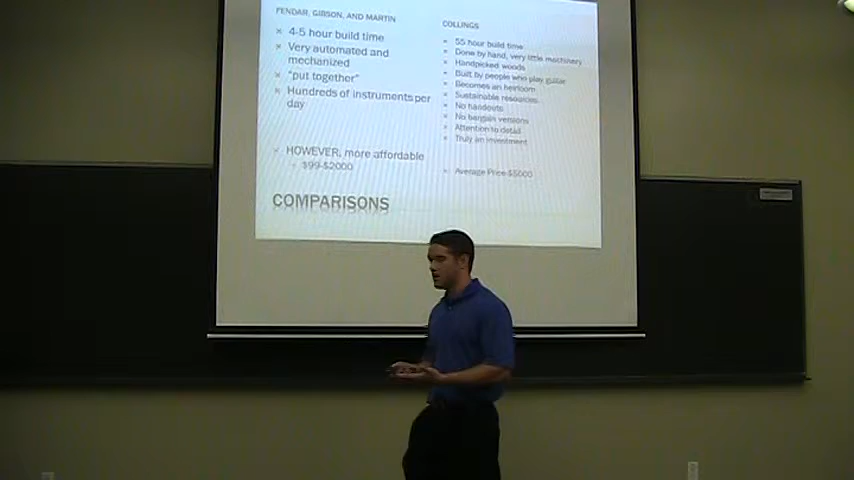 FENDAR, GIBSON, AND MARTIN
× 4-5 hour build time
× Very automated and
mechanized
× "put together"
× Hundreds of instruments per
day
HOWEVER, more affordable
$99-$2000
COLLINGS
× 55 hour build time
× Done by hand, very little machinery
× Handpicked woods
× Built by people who play guitar
× Becomes an heirloom
× Sustainable resources
× No handouts
× No bargain versions
× Attention to detail
× Truly an investment
× Average Price-$5000
COMPARISONS